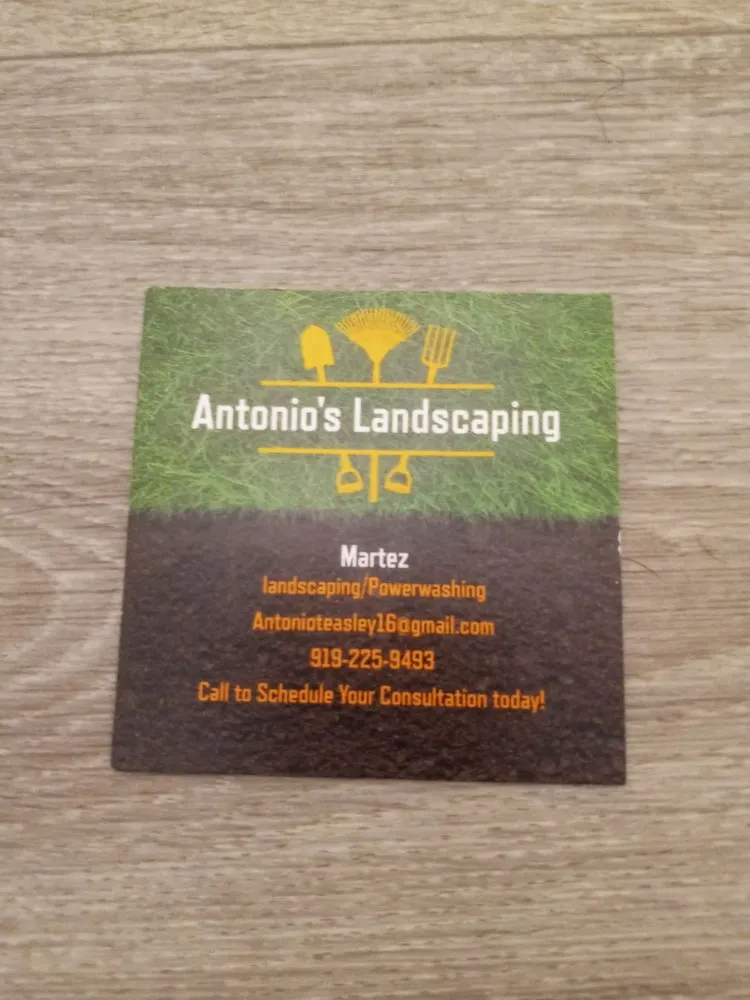 Antonio's Landscaping
Martez
landscaping/Powerwashing
Antonioteasley16@gmail.com
919-225-9493
Call to Schedule Your Consultation today!